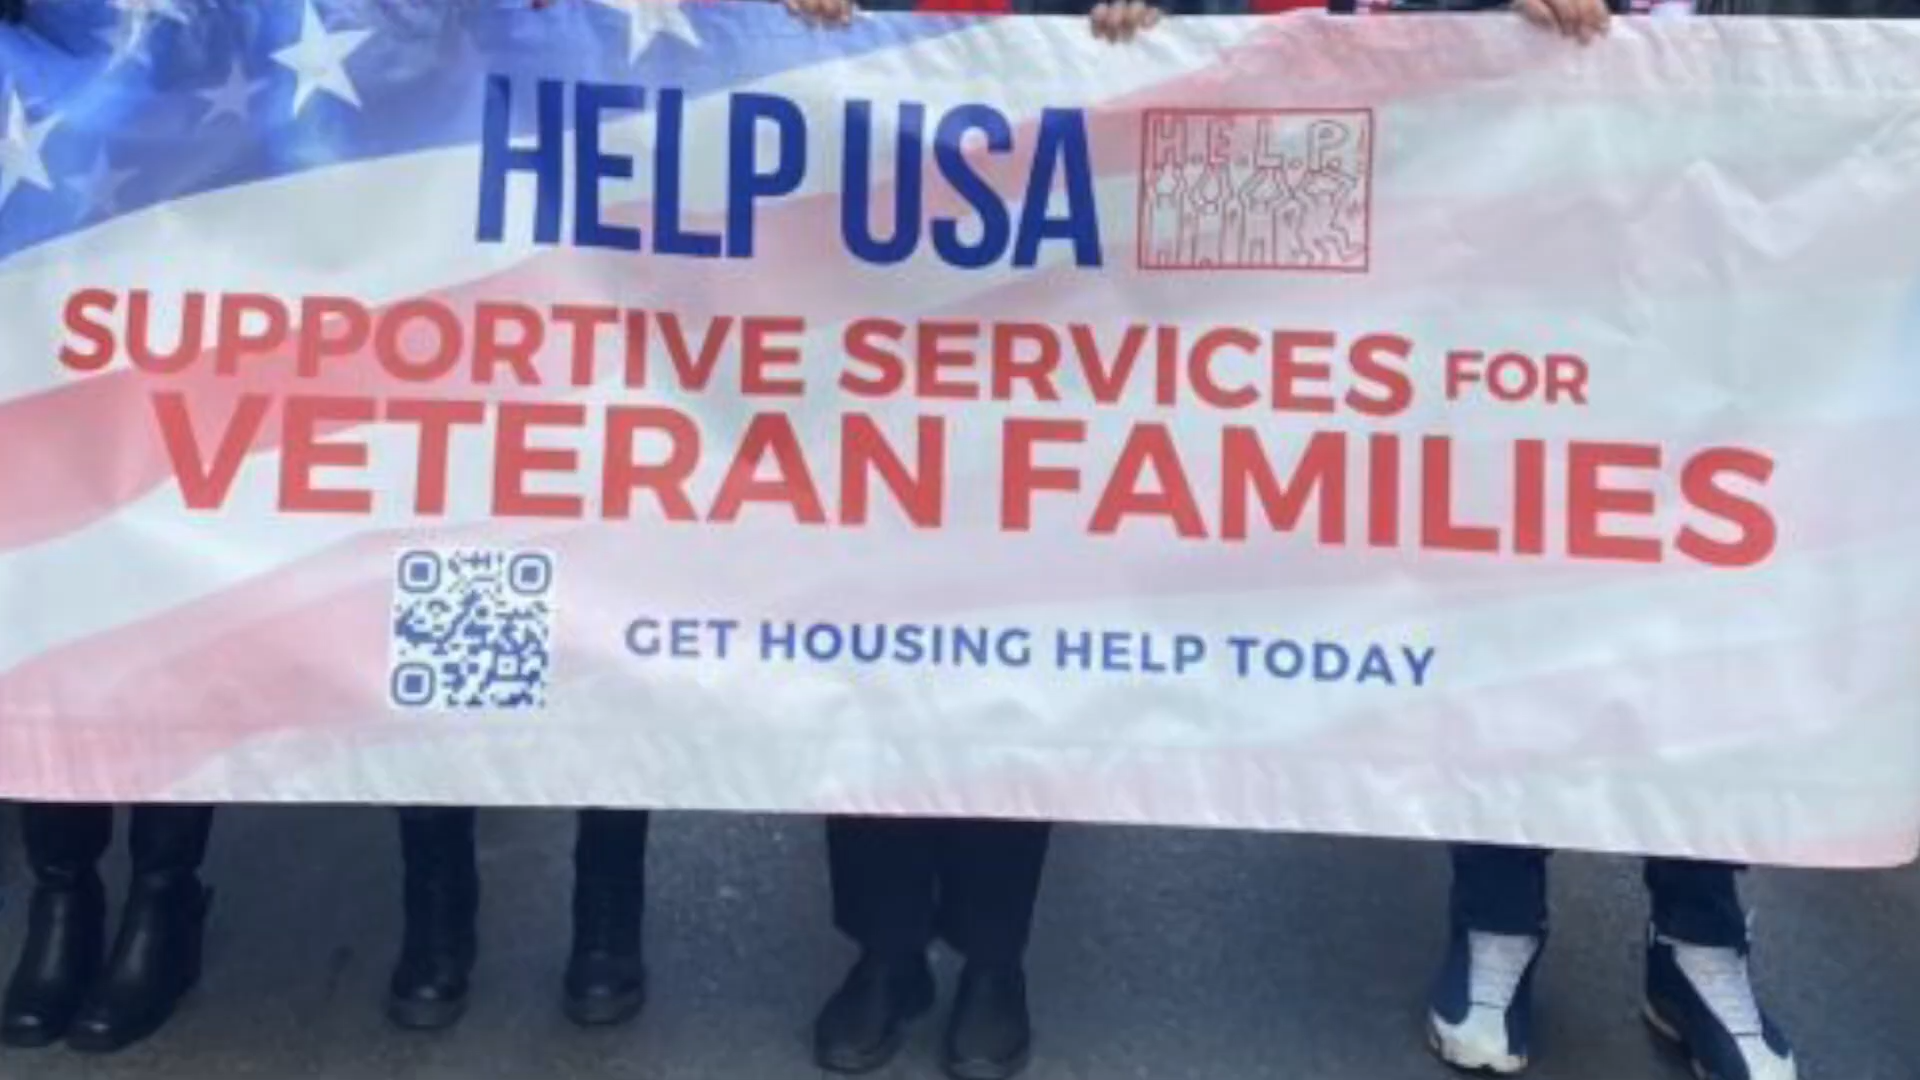 HELP USA
H.E.L.P.
SUPPORTIVE SERVICES FOR
VETERAN FAMILIES
GET HOUSING HELP TODAY